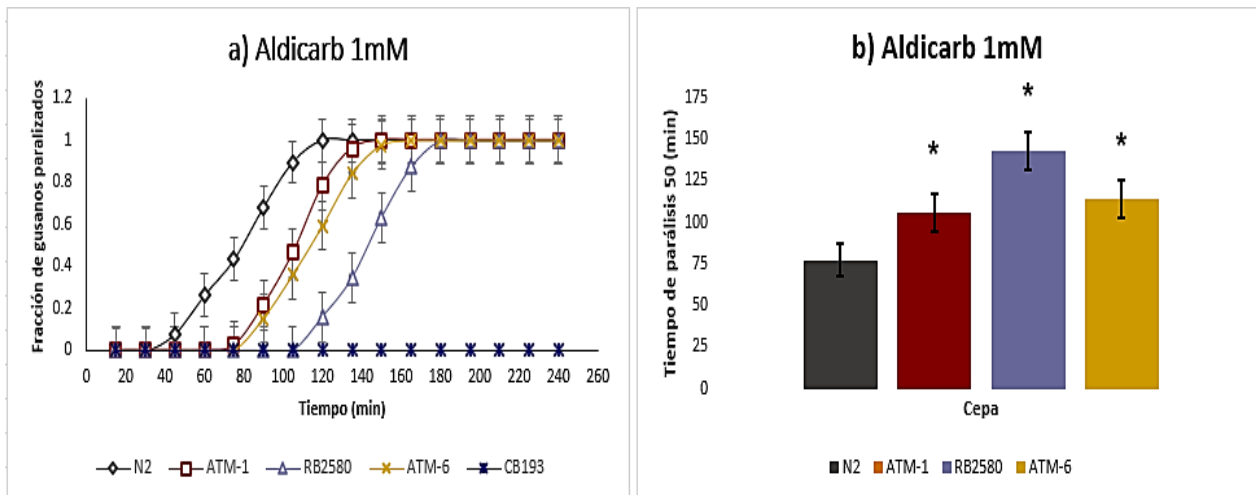 a) Aldicarb 1mM
Fracción de gusanos paralizados
1.2
1
0.8
0.6
0.4
0.2
0
0 20 40 60 80 100 120 140 160 180 200 220 240 260
Tiempo (min)
N2 ATM-1 RB2580 ATM-6 CB193
b) Aldicarb 1mM
Tiempo de parálisis 50 (min)
175
150
125
100
75
50
25
0
* * *
Cepa
N2 ATM-1 RB2580 ATM-6